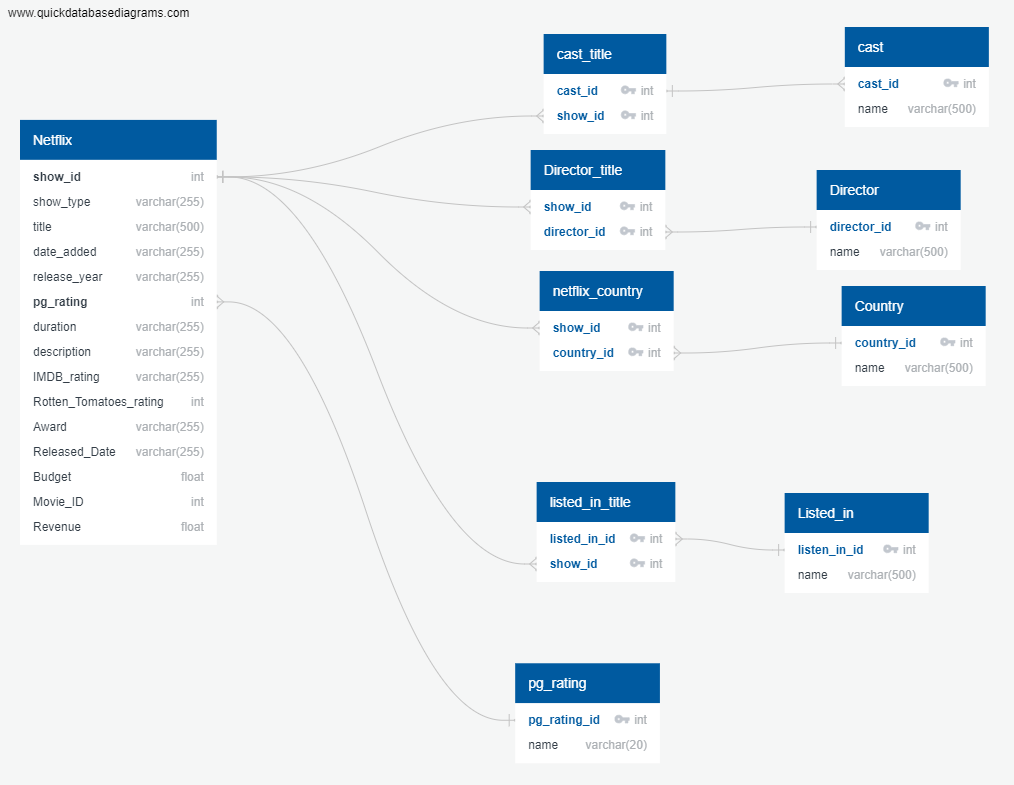 www.quickdatabasediagrams.com
Netflix
show_id int
show_type varchar(255)
title varchar(500)
date_added varchar(255)
release_year varchar(255)
pg_rating int
duration varchar(255)
description varchar(255)
IMDB_rating varchar(255)
Rotten_Tomatoes_rating int
Award varchar(255)
Released_Date varchar(255)
Budget float
Movie_ID int
Revenue float
cast_title
cast_id int
show_id int
cast
cast_id int
name varchar(500)
Director_title
show_id int
director_id int
Director
director_id int
name varchar(500)
netflix_country
show_id int
country_id int
Country
country_id int
name varchar(500)
listed_in_title
listed_in_id int
show_id int
Listed_in
listen_in_id int
name varchar(500)
pg_rating
pg_rating_id int
name varchar(20)